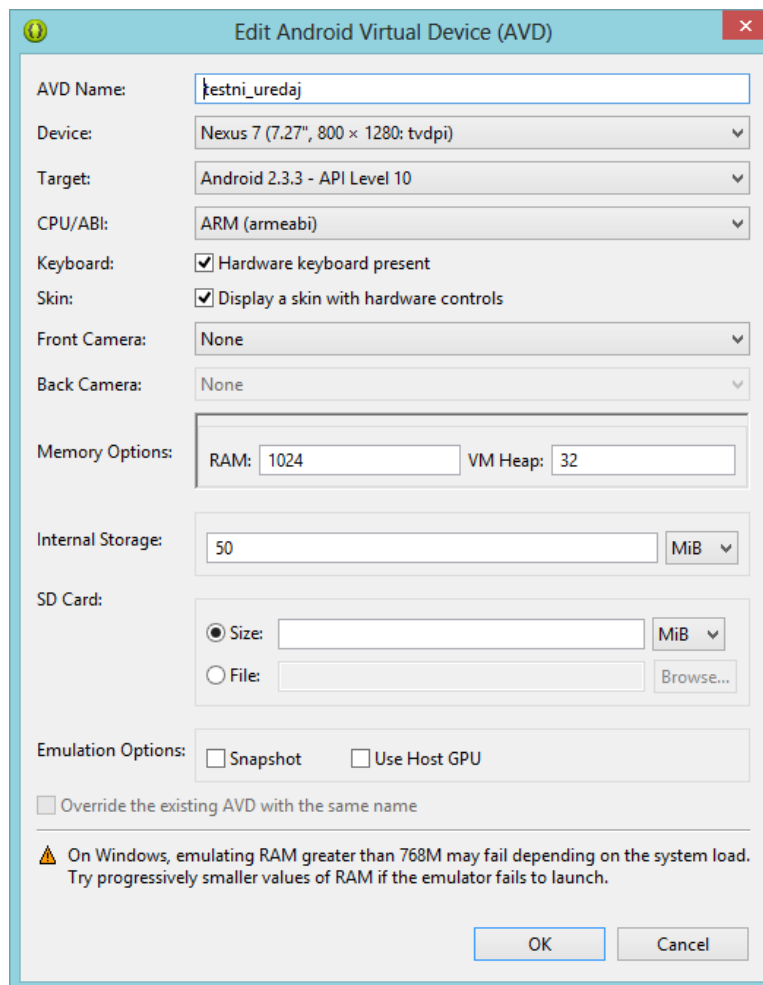 Edit Android Virtual Device (AVD)
AVD Name: testni_uredaj
Device: Nexus 7 (7.27", 800 × 1280: tvdpi)
Target: Android 2.3.3 - API Level 10
CPU/ABI: ARM (armeabi)
Keyboard: Hardware keyboard present
Skin: Display a skin with hardware controls
Front Camera: None
Back Camera: None
Memory Options: RAM: 1024 VM Heap: 32
Internal Storage: 50 MiB
SD Card:
Size: MiB
File: Browse...
Emulation Options: Snapshot Use Host GPU
Override the existing AVD with the same name
On Windows, emulating RAM greater than 768M may fail depending on the system load.
Try progressively smaller values of RAM if the emulator fails to launch.
OK Cancel